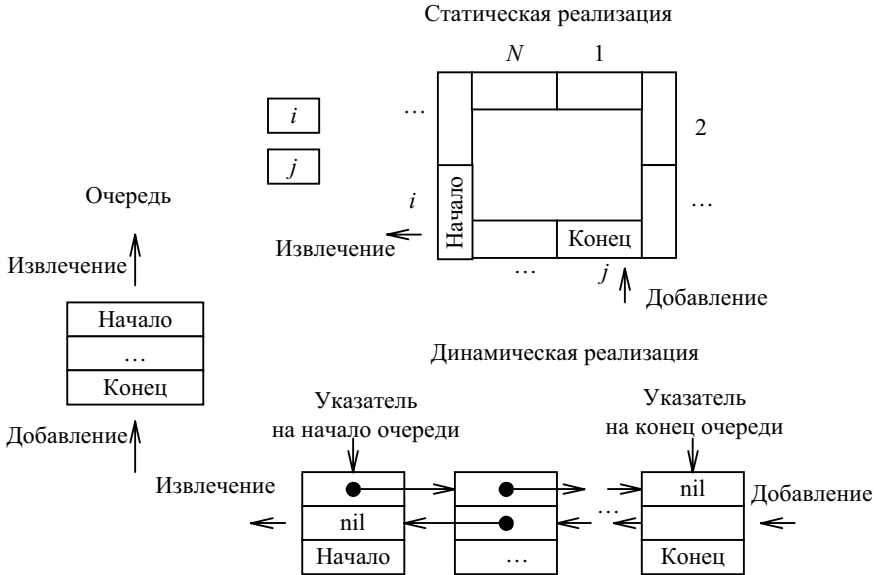 Статическая реализация
N 1
i
…
2
j
Очередь
i
Начало
…
Извлечение
Конец
Извлечение
…
j
Добавление
Начало
…
Конец
Динамическая реализация
Указатель
на начало очереди
Указатель
на конец очереди
Добавление
Извлечение
nil
Добавление
nil
…
Начало
…
Конец